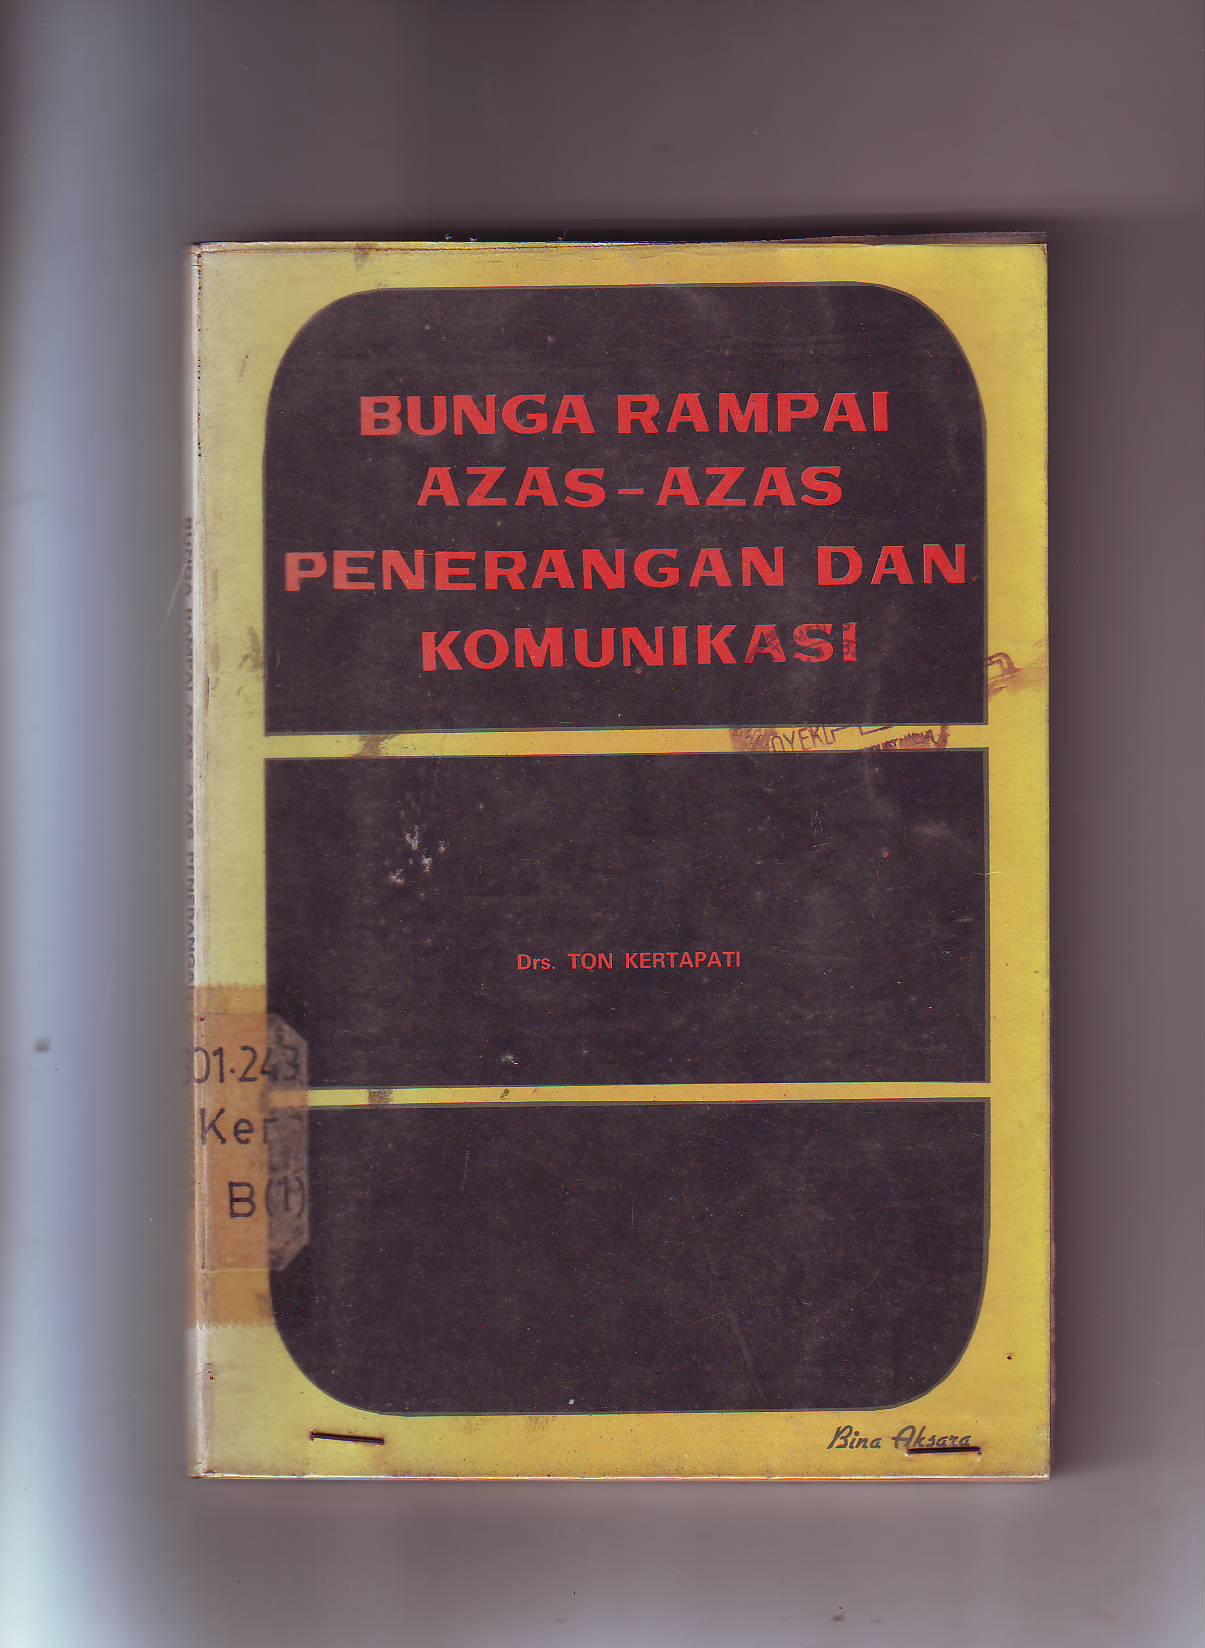 BUNGA RAMPAI
AZAS-AZAS
PENERANGAN DAN
KOMUNIKASI
Drs. TON KERTAPATI
01.243
Ker
B(1)
Bina Aksara